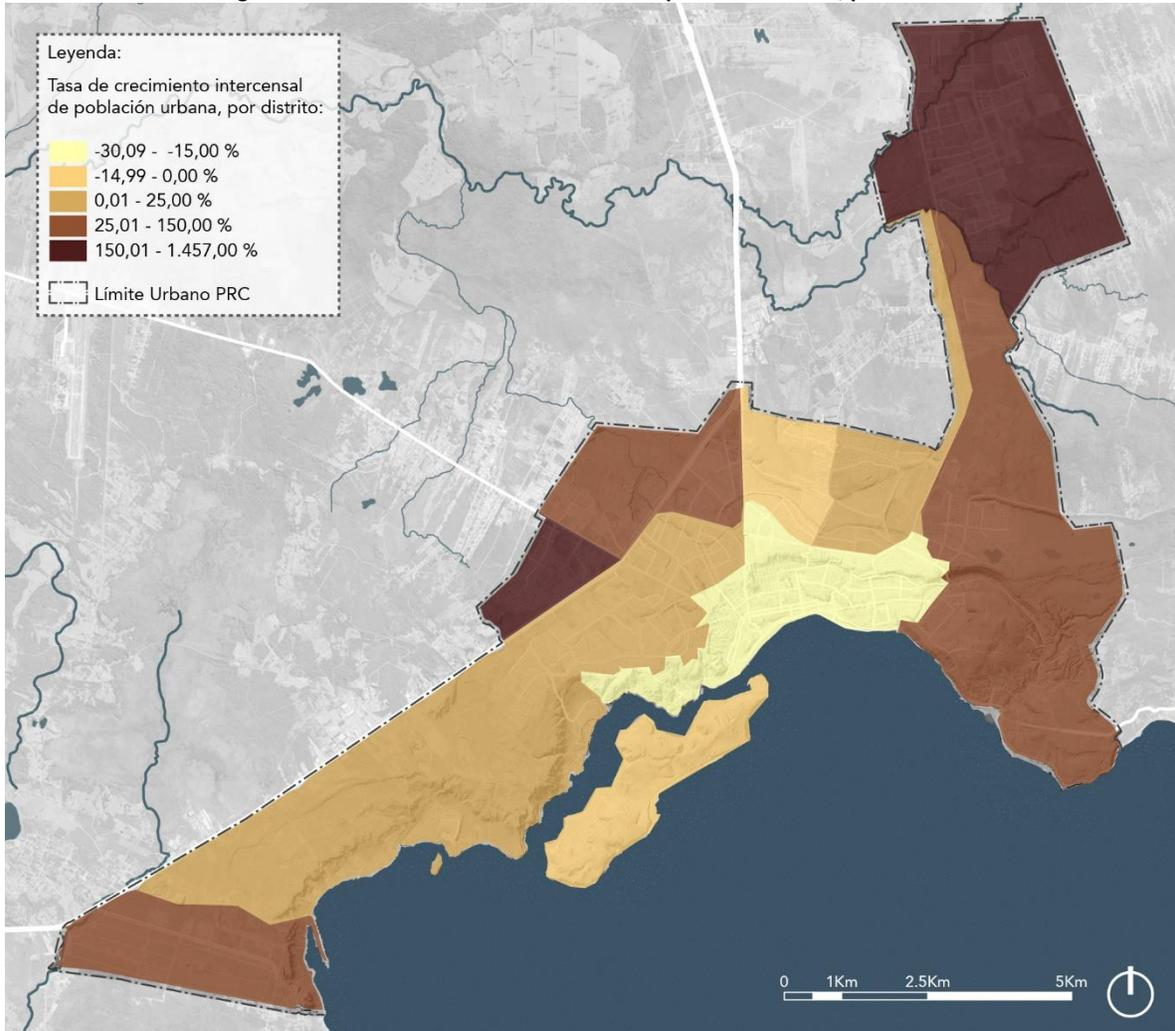 Leyenda:
Tasa de crecimiento intercensal
de población urbana, por distrito:
-30,09 - -15,00 %
-14,99 - 0,00 %
0,01 - 25,00 %
25,01 - 150,00 %
150,01 - 1.457,00 %
Límite Urbano PRC
0 1Km 2.5Km 5Km